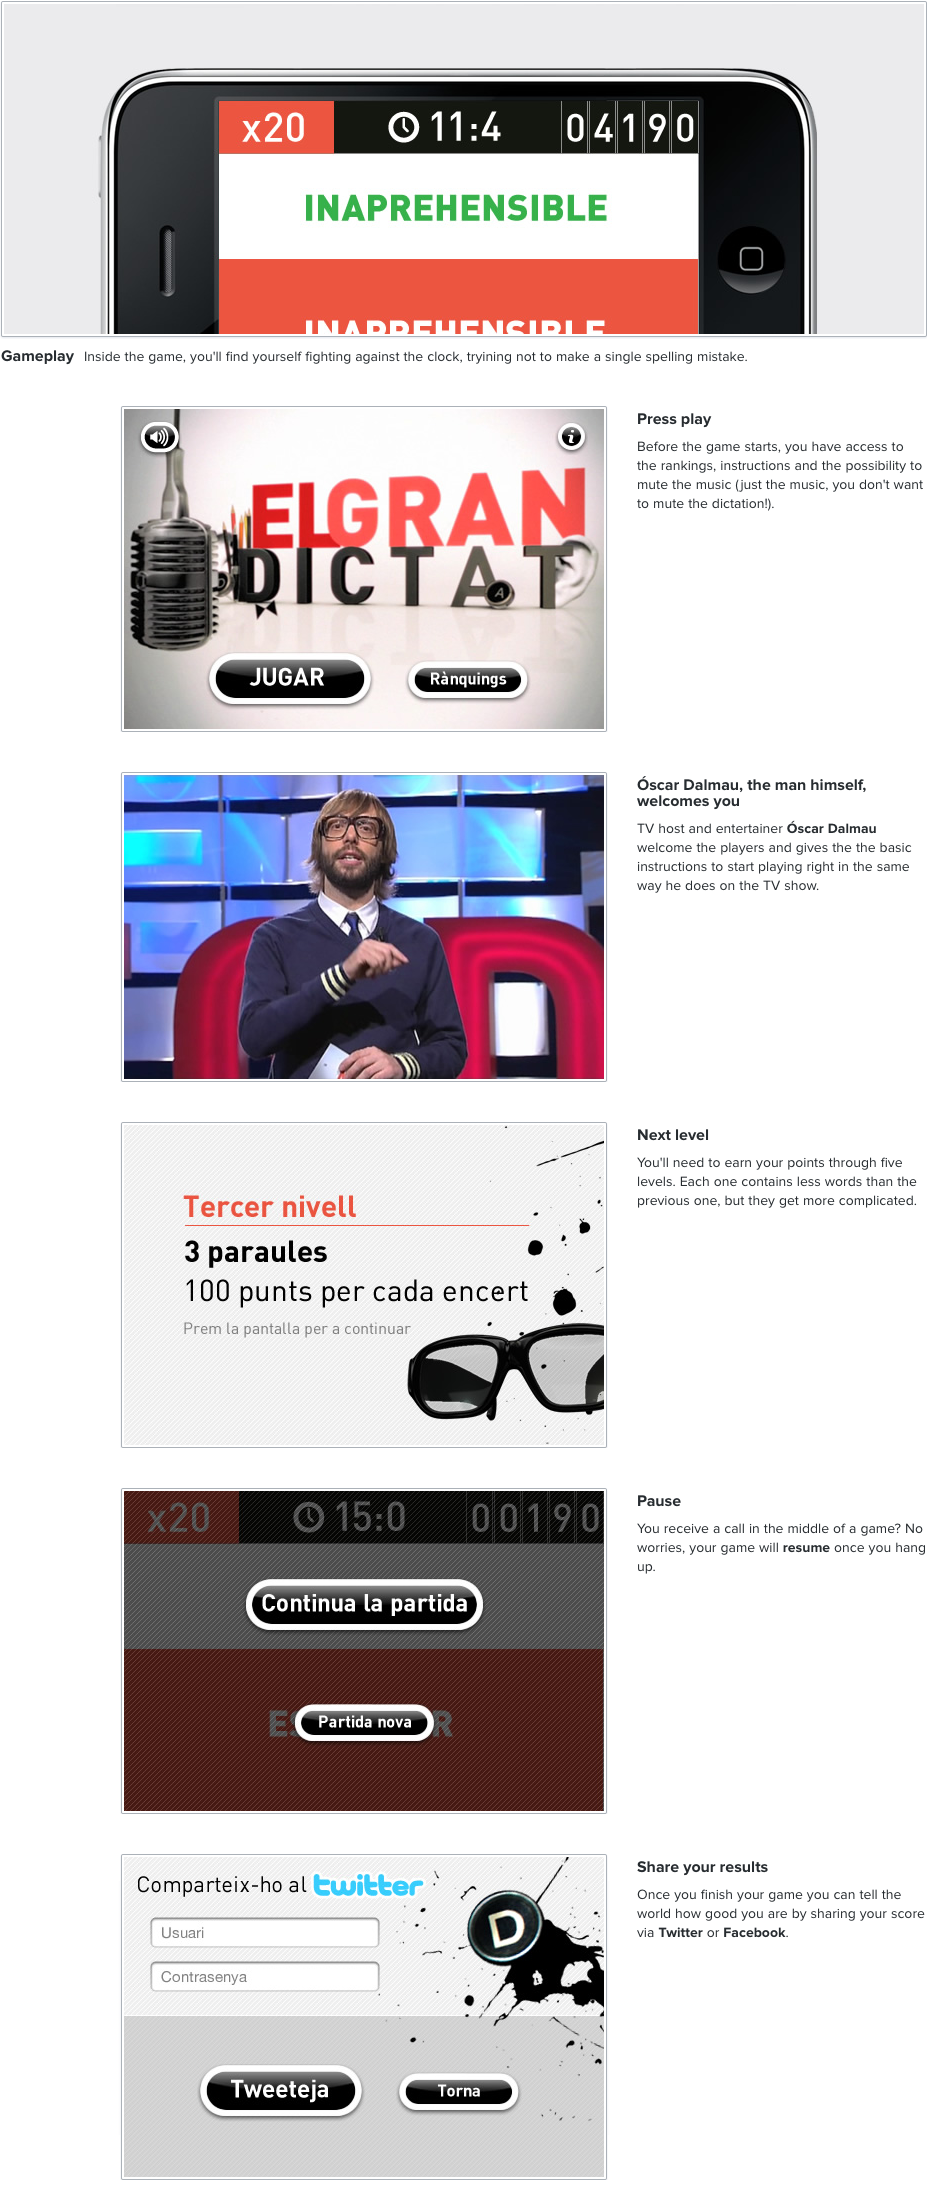 x20 11:4 04190
INAPREHENSIBLE
INAPREHENSIBLE
Gameplay Inside the game, you'll find yourself fighting against the clock, tryining not to make a single spelling mistake.
i
ELGRAN
DICTAT
A
JUGAR
Rànquings
Press play
Before the game starts, you have access to
the rankings, instructions and the possibility to
mute the music (just the music, you don't want
to mute the dictation!).
Óscar Dalmau, the man himself,
welcomes you
TV host and entertainer Óscar Dalmau
welcome the players and gives the the basic
instructions to start playing right in the same
way he does on the TV show.
Tercer nivell
3 paraules
100 punts per cada encert
Prem la pantalla per a continuar
Next level
You'll need to earn your points through five
levels. Each one contains less words than the
previous one, but they get more complicated.
x20 15:0 00190
Continua la partida
Partida nova
Pause
You receive a call in the middle of a game? No
worries, your game will resume once you hang
up.
Comparteix-ho al twitter
Usuari
Contrasenya
D
Tweeteja
Torna
Share your results
Once you finish your game you can tell the
world how good you are by sharing your score
via Twitter or Facebook.